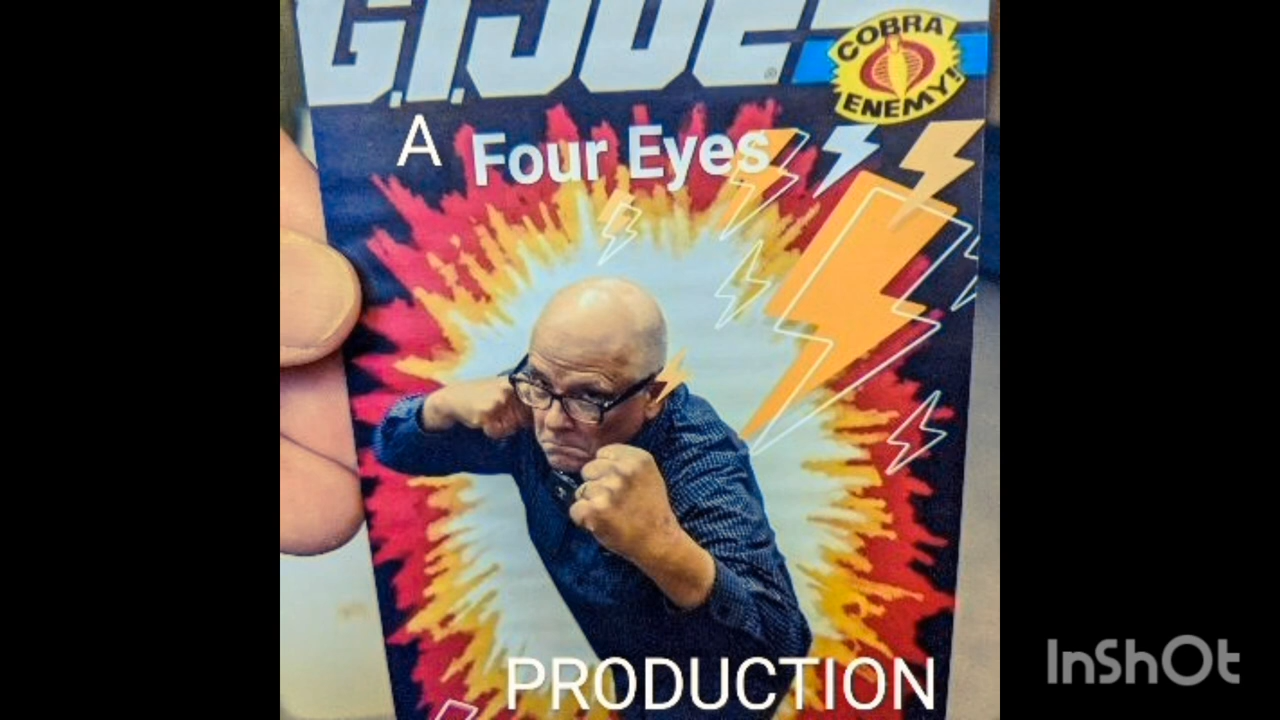 G.I.JOE
COBRA
ENEMY!
A Four Eyes
PRODUCTION
InShOt